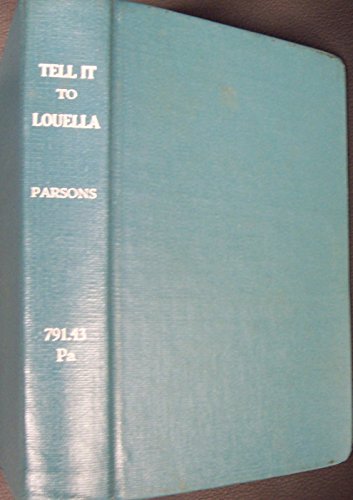 TELL IT
TO
LOUELLA
PARSONS
791.43
Pa